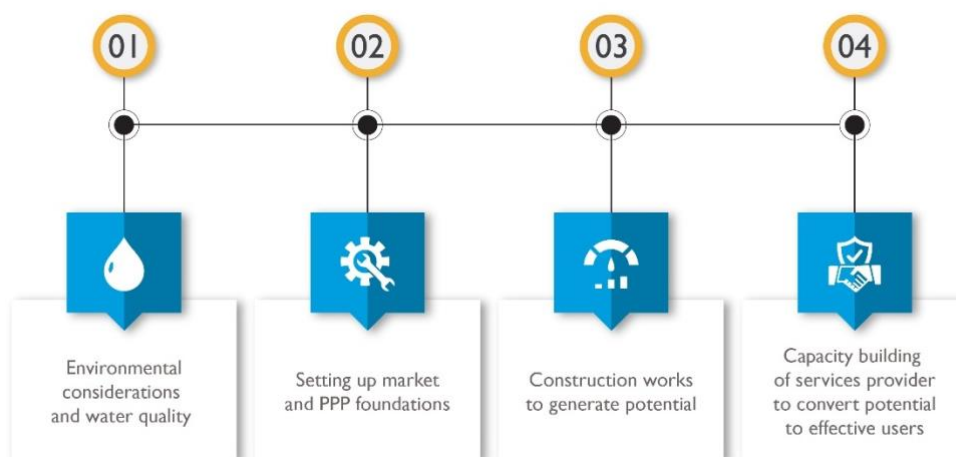 01
02
03
04
Environmental
considerations
and water quality
Setting up market
and PPP foundations
Construction works
to generate potential
Capacity building
of services provider
to convert potential
to effective users